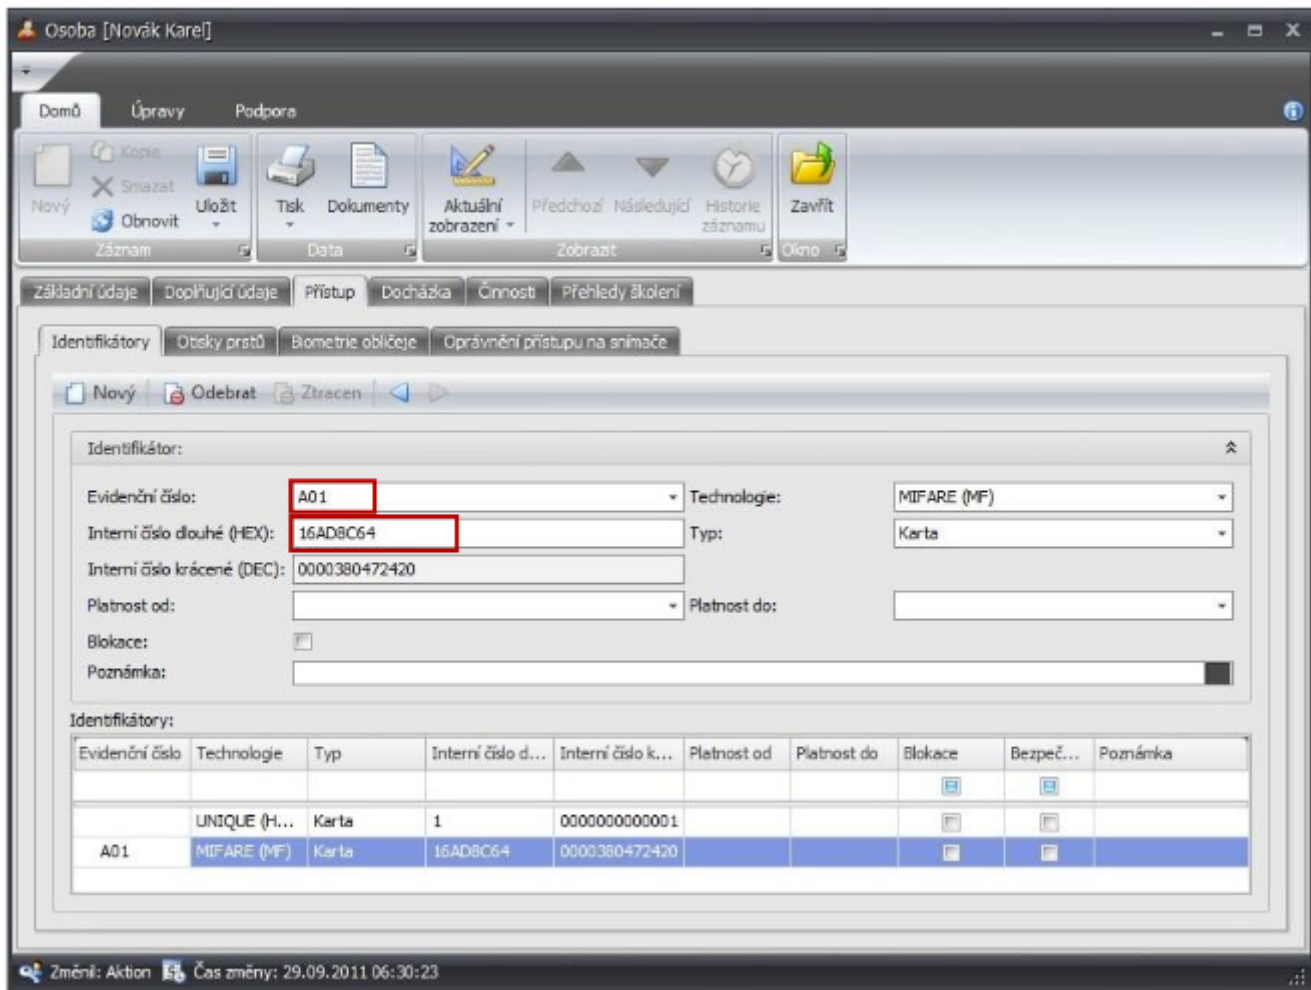 Osoba [Novák Karel]
Domů Úpravy Podpora
Nový Kopie Smazat Obnovit Uložit Tisk Dokumenty Aktuální zobrazení Předchozí Následující Historie záznamu Zavřít
Záznam Data Zobrazit Okno
Základní údaje Doplňující údaje Přístup Docházka Činnosti Přehledy školení
Identifikátory Otisky prstů Biometrie obličeje Oprávnění přístupu na snímače
Nový Odebrat Ztracen
Identifikátor:
Evidenční číslo: A01 Technologie: MIFARE (MF)
Interní číslo dlouhé (HEX): 16AD8C64 Typ: Karta
Interní číslo krácené (DEC): 0000380472420
Platnost od: Platnost do:
Blokace:
Poznámka:
Identifikátory:
Evidenční číslo Technologie Typ Interní číslo d... Interní číslo k... Platnost od Platnost do Blokace Bezpeč... Poznámka
UNIQUE (H... Karta 1 0000000000001
A01 MIFARE (MF) Karta 16AD8C64 0000380472420
Změnil: Aktion Čas změny: 29.09.2011 06:30:23